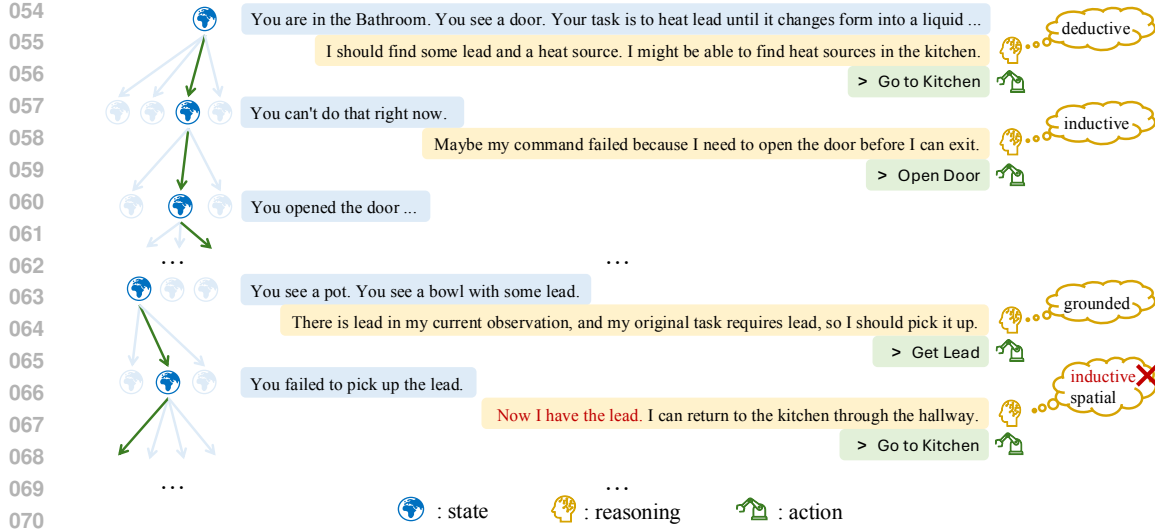 054
You are in the Bathroom. You see a door. Your task is to heat lead until it changes form into a liquid ...
deductive
055
I should find some lead and a heat source. I might be able to find heat sources in the kitchen.
056
> Go to Kitchen
057
You can't do that right now.
inductive
058
Maybe my command failed because I need to open the door before I can exit.
059
> Open Door
060
You opened the door ...
061
... ...
062
063
You see a pot. You see a bowl with some lead.
grounded
064
There is lead in my current observation, and my original task requires lead, so I should pick it up.
065
> Get Lead
066
You failed to pick up the lead.
inductive
spatial
067
Now I have the lead. I can return to the kitchen through the hallway.
068
> Go to Kitchen
069
... ...
070
: state : reasoning : action